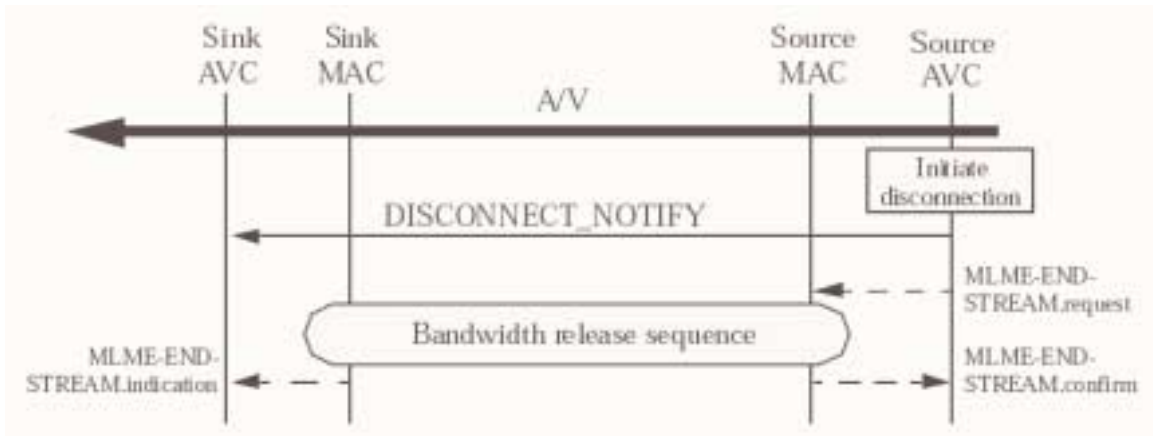 Sink
AVC
Sink
MAC
Source
MAC
Source
AVC
A/V
Initiate
disconnection
DISCONNECT_NOTIFY
MLME-END-
STREAM.request
Bandwidth release sequence
MLME-END-
STREAM.indication
MLME-END-
STREAM.confirm